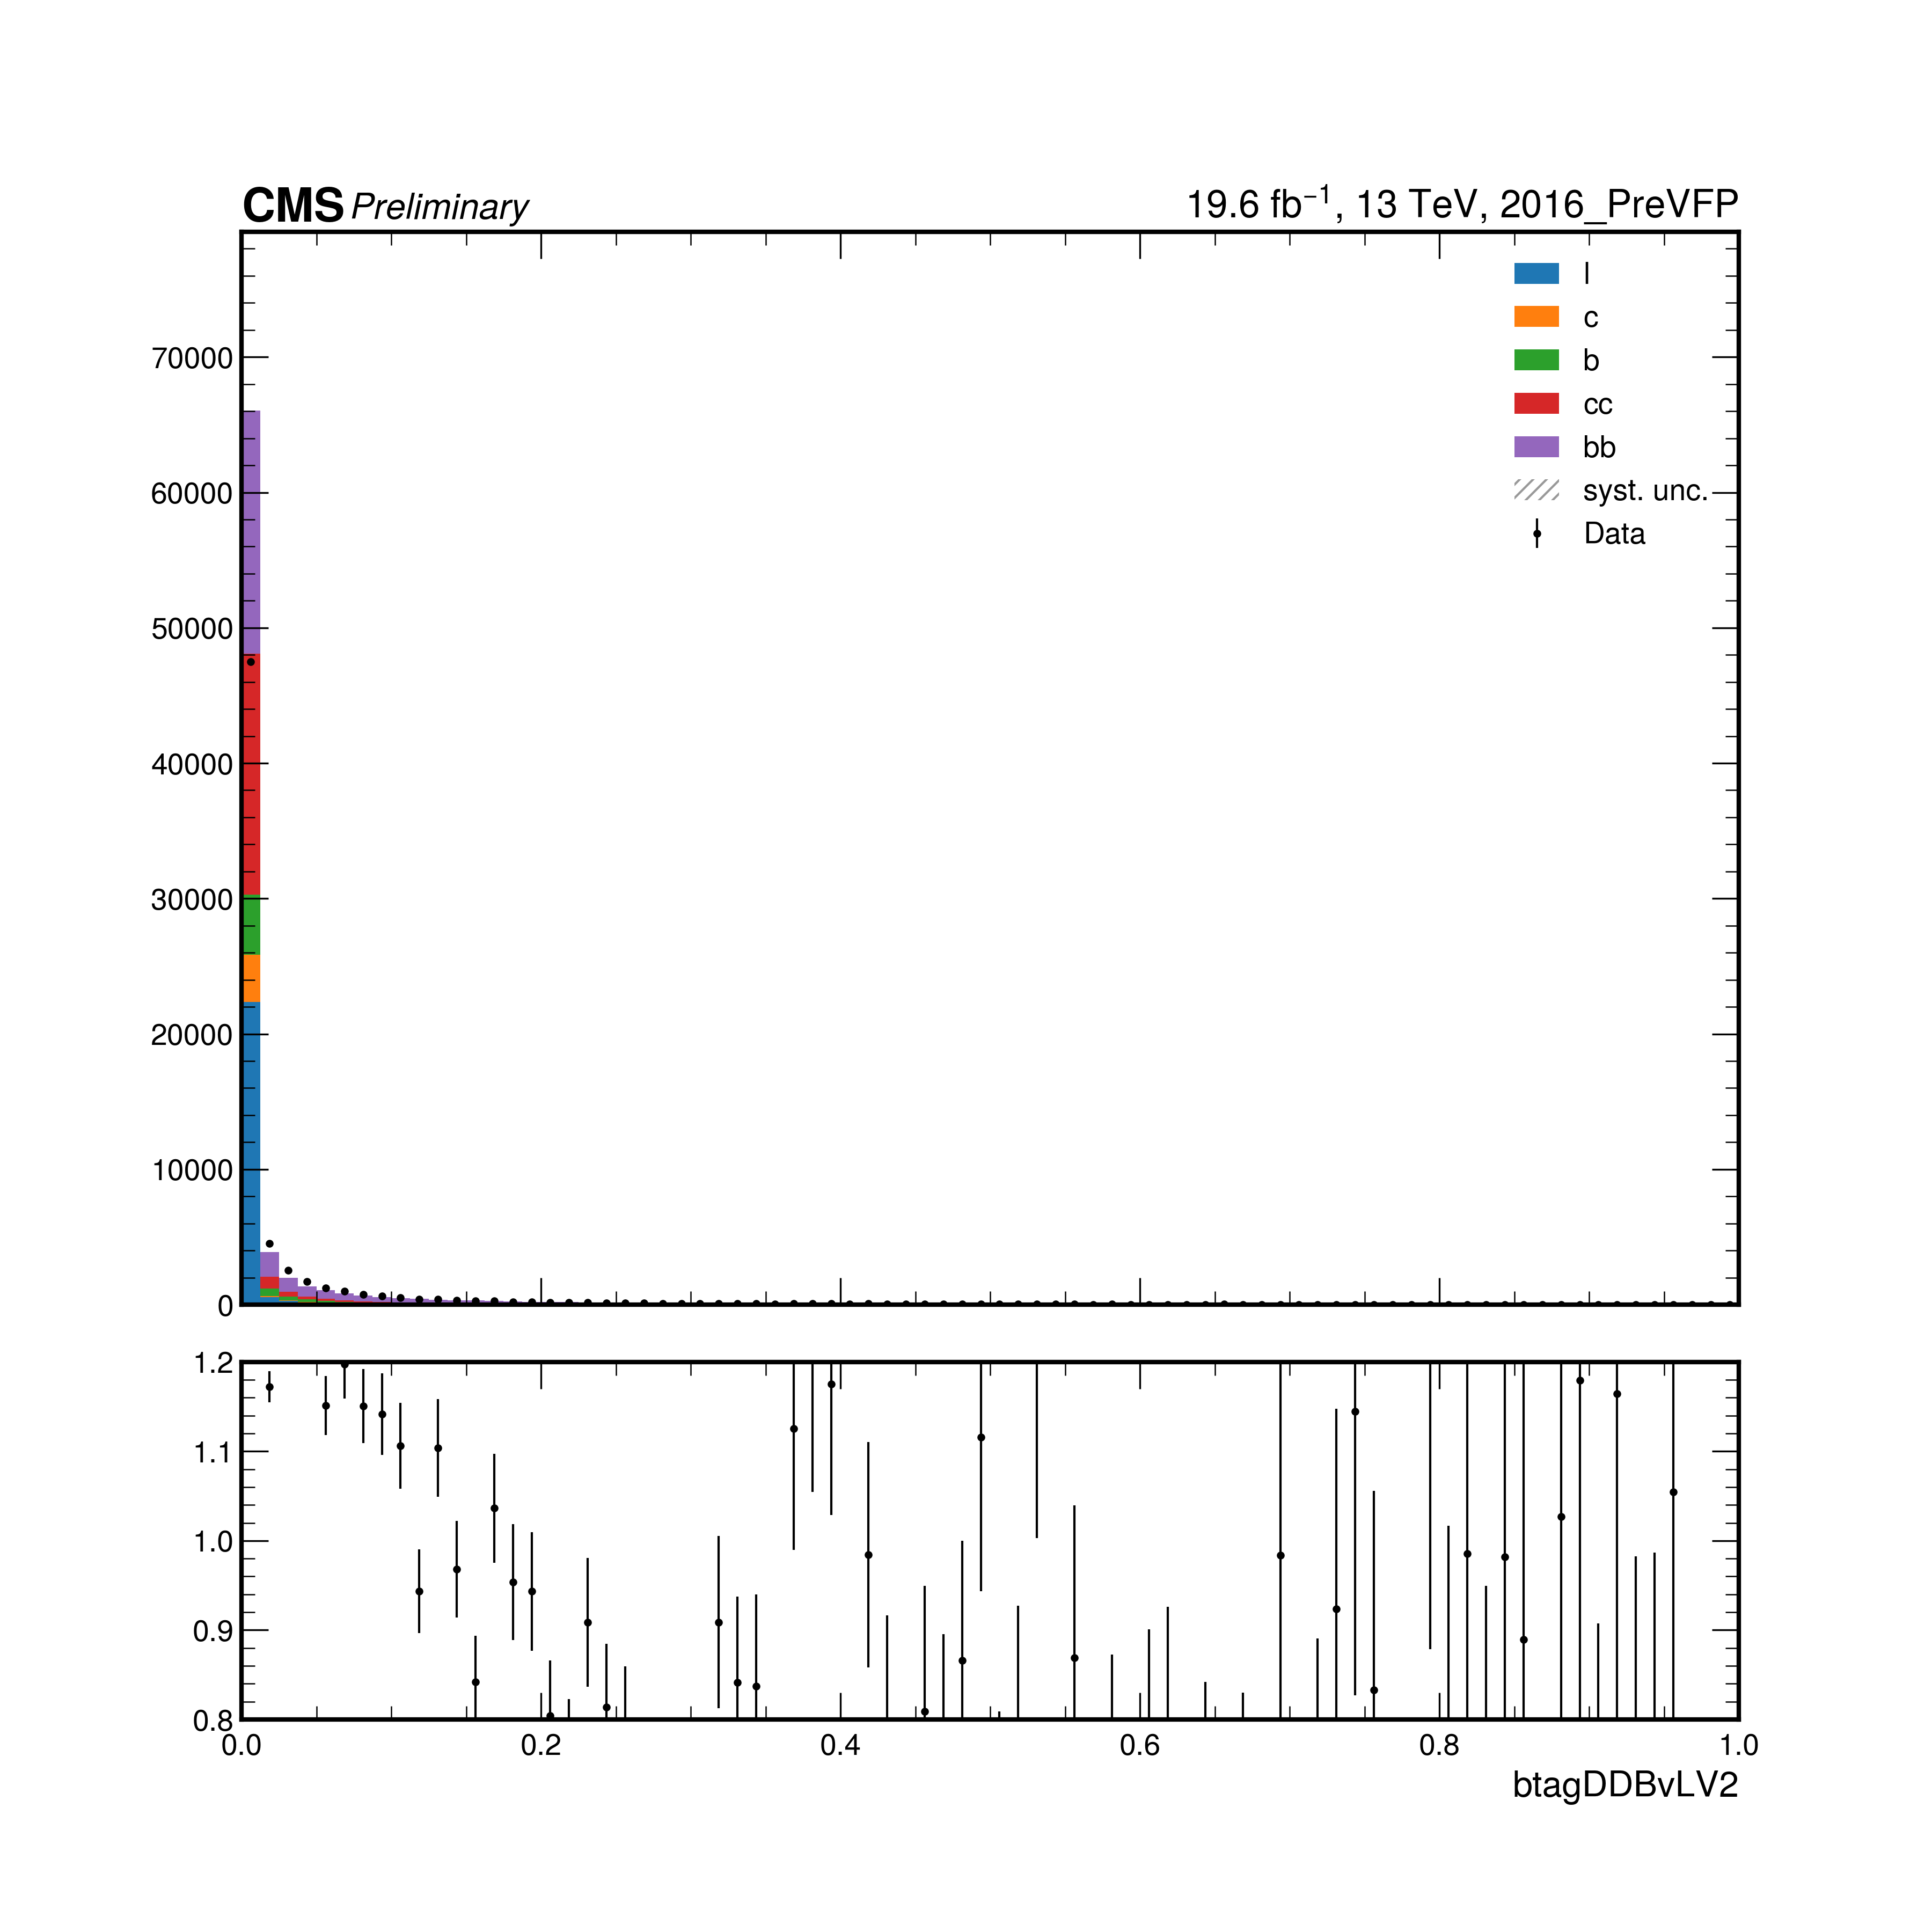 CMS Preliminary
19.6 fb⁻¹, 13 TeV, 2016_PreVFP
l
c
b
cc
bb
syst. unc.
Data
70000
60000
50000
40000
30000
20000
10000
0
1.2
1.1
1.0
0.9
0.8
0.0 0.2 0.4 0.6 0.8 1.0
btagDDBvLV2